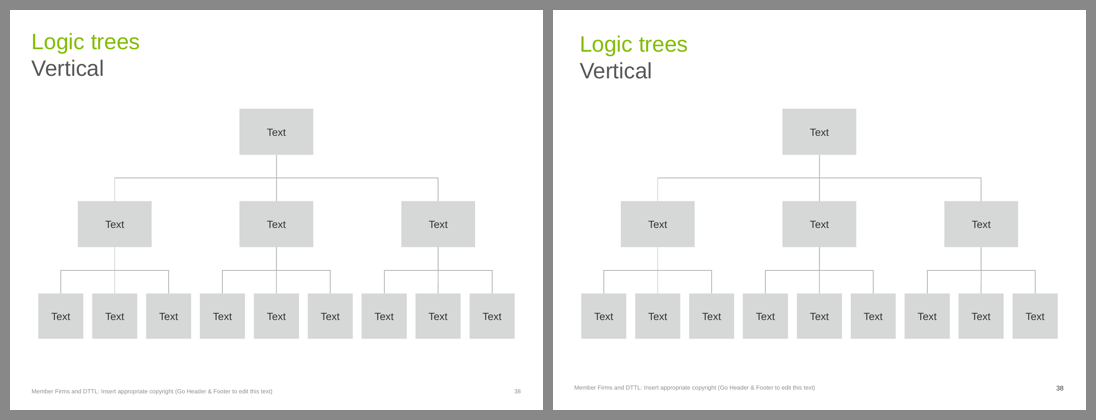 Logic trees
Vertical
Text
Text Text Text
Text Text Text Text Text Text Text Text Text
Member Firms and DTTL: Insert appropriate copyright (Go Header & Footer to edit this text) 38
Logic trees
Vertical
Text
Text Text Text
Text Text Text Text Text Text Text Text Text
Member Firms and DTTL: Insert appropriate copyright (Go Header & Footer to edit this text) 38